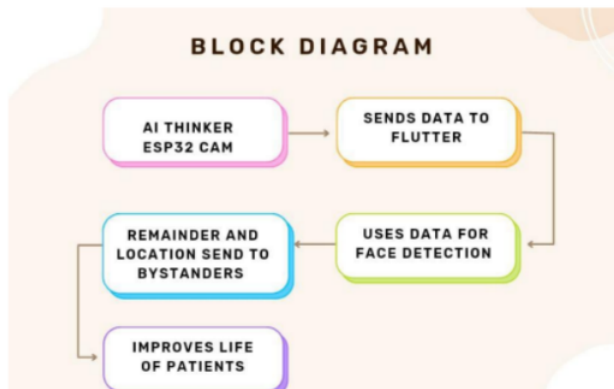 BLOCK DIAGRAM
AI THINKER
ESP32 CAM
SENDS DATA TO
FLUTTER
USES DATA FOR
FACE DETECTION
REMAINDER AND
LOCATION SEND TO
BYSTANDERS
IMPROVES LIFE
OF PATIENTS